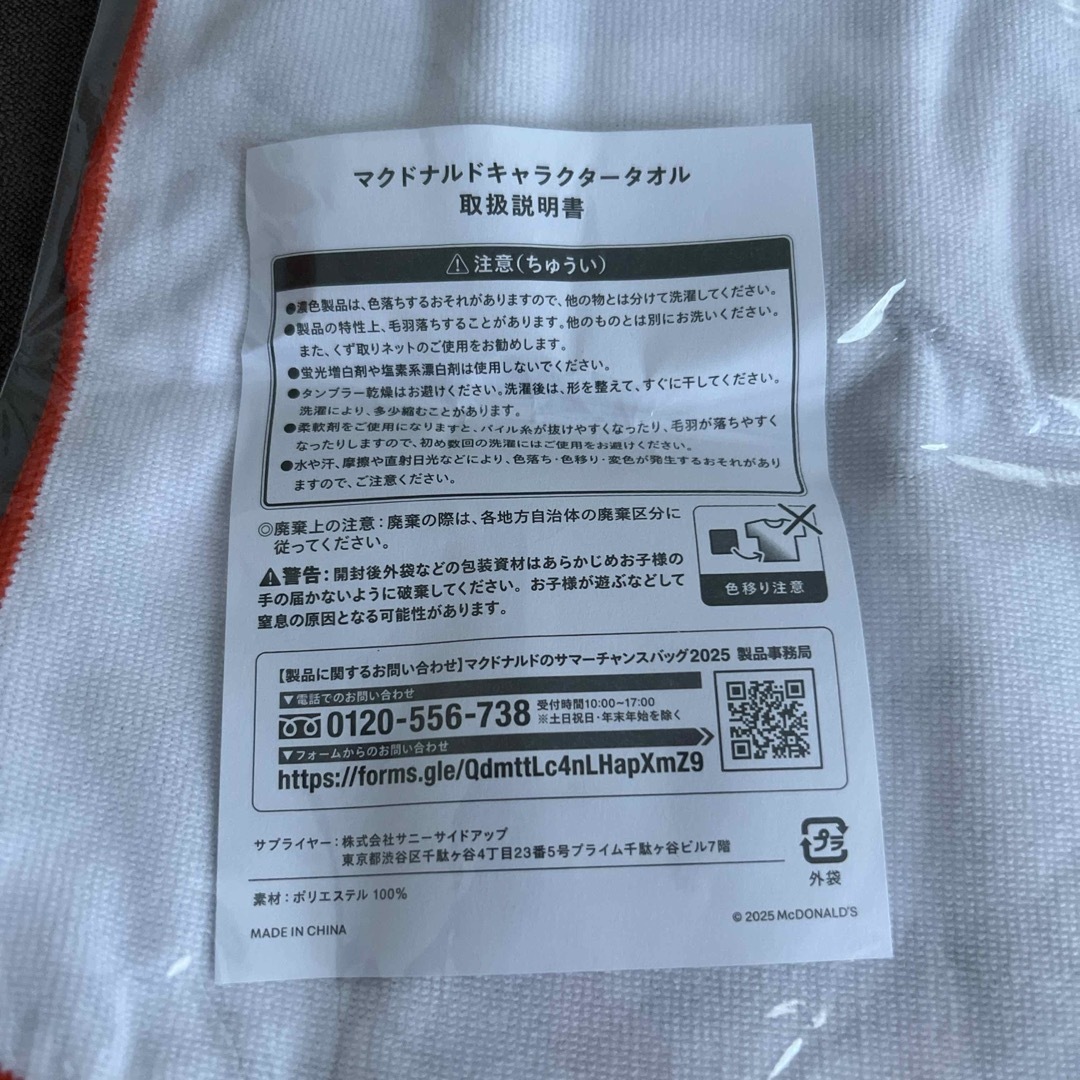 マクドナルドキャラクタータオル
取扱説明書
⚠注意(ちゅうい)
●濃色製品は、色落ちするおそれがありますので、他の物とは分けて洗濯してください。
●製品の特性上、毛羽落ちすることがあります。他のものとは別にお洗いください。
また、くず取りネットのご使用をお勧めします。
●蛍光増白剤や塩素系漂白剤は使用しないでください。
●タンブラー乾燥はお避けください。洗濯後は、形を整えて、すぐに干してください。
洗濯により、多少縮むことがあります。
●柔軟剤をご使用になりますと、パイル糸が抜けやすくなったり、毛羽が落ちやすく
なったりしますので、初め数回の洗濯にはご使用をお避けください。
●水や汗、摩擦や直射日光などにより、色落ち・色移り・変色が発生するおそれがあり
ますので、ご注意ください。
◎廃棄上の注意:廃棄の際は、各地方自治体の廃棄区分に
従ってください。
⚠警告:開封後外袋などの包装資材はあらかじめお子様の
手の届かないように破棄してください。お子様が遊ぶなどして
窒息の原因となる可能性があります。
色移り注意
【製品に関するお問い合わせ】マクドナルドのサマーチャンスバッグ2025 製品事務局
▼電話でのお問い合わせ
0120-556-738
受付時間10:00~17:00
※土日祝日・年末年始を除く
▼フォームからのお問い合わせ
https://forms.gle/QdmttLc4nLHapXmZ9
サプライヤー:株式会社サニーサイドアップ
東京都渋谷区千駄ヶ谷4丁目23番5号プライム千駄ヶ谷ビル7階
プラ
外袋
素材:ポリエステル 100%
MADE IN CHINA
© 2025 McDONALD'S